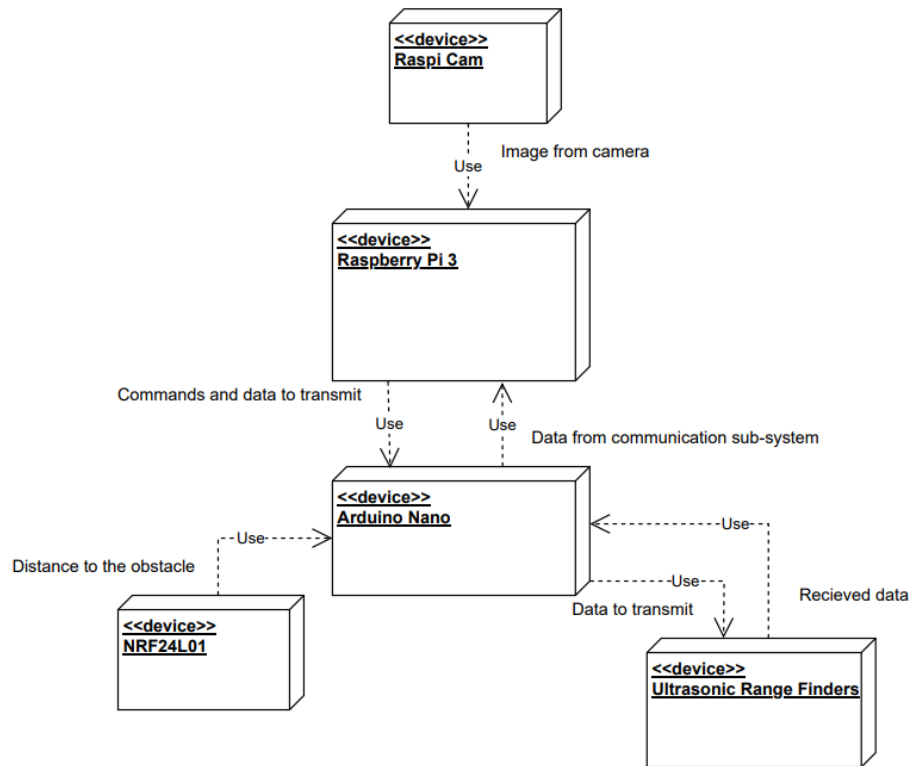 <<device>>
Raspi Cam
Image from camera
Use
<<device>>
Raspberry Pi 3
Commands and data to transmit
Use
Use
Data from communication sub-system
<<device>>
Arduino Nano
Use
Use
Distance to the obstacle
Use
Data to transmit
Recieved data
<<device>>
NRF24L01
<<device>>
Ultrasonic Range Finders